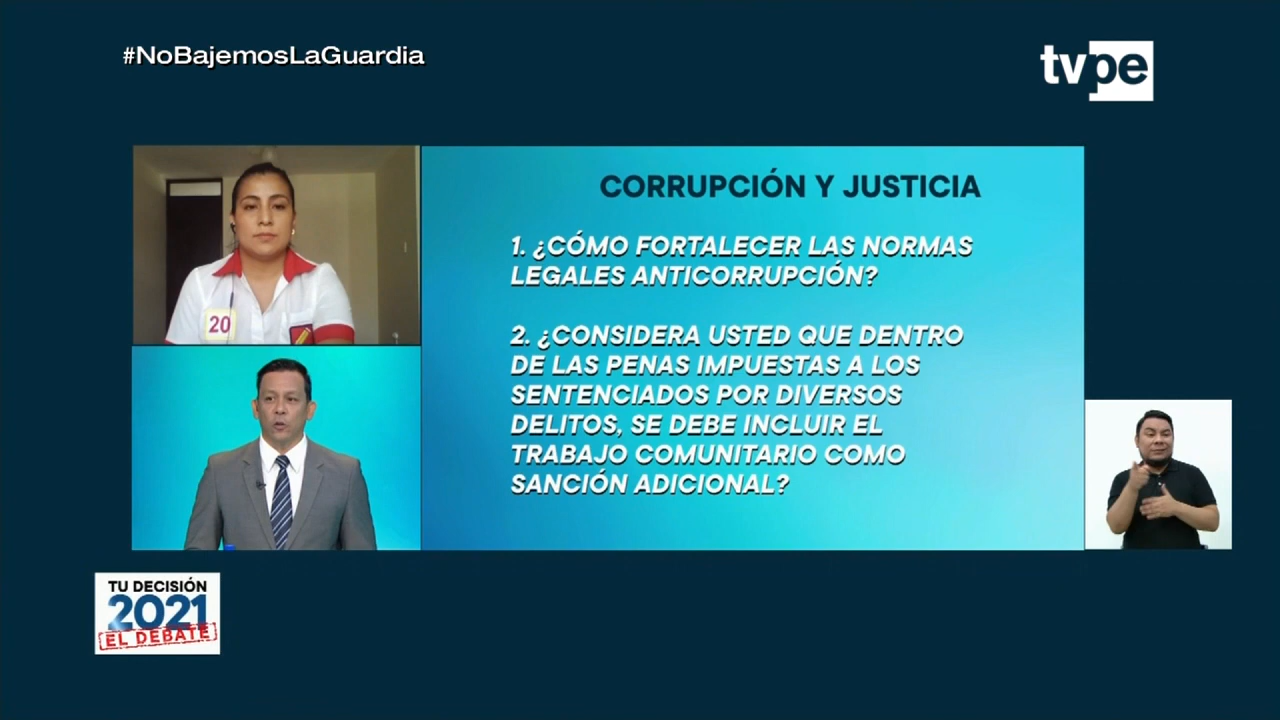 #NoBajemosLaGuardia
tvpe
CORRUPCIÓN Y JUSTICIA
1. ¿CÓMO FORTALECER LAS NORMAS
LEGALES ANTICORRUPCIÓN?
2. ¿CONSIDERA USTED QUE DENTRO
DE LAS PENAS IMPUESTAS A LOS
SENTENCIADOS POR DIVERSOS
DELITOS, SE DEBE INCLUIR EL
TRABAJO COMUNITARIO COMO
SANCIÓN ADICIONAL?
20
TU DECISIÓN
2021
EL DEBATE